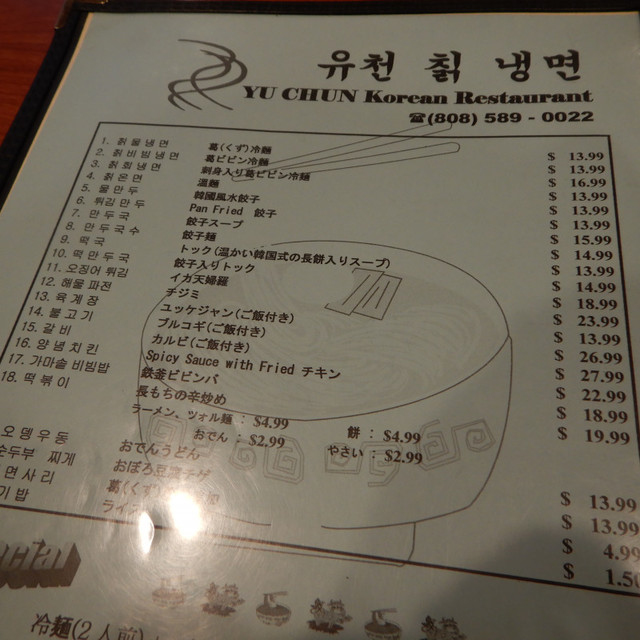 유천 칡 냉면
YU CHUN Korean Restaurant
☎(808) 589 - 0022
1. 칡물냉면 葛(くず)冷麺 $ 13.99
2. 칡비빔냉면 葛ビビン冷麺 $ 13.99
3. 칡회냉면 刺身入り葛ビビン冷麺 $ 16.99
4. 칡온면 温麺 $ 13.99
5. 물만두 韓國風水餃子 $ 13.99
6. 튀김만두 Pan Fried 餃子 $ 13.99
7. 만두국 餃子スープ $ 15.99
8. 만두국수 餃子麺 $ 14.99
9. 떡국 トック(温かい韓国式の長餅入りスープ) $ 13.99
10. 떡만두국 餃子入りトック $ 14.99
11. 오징어 튀김 イカ天婦羅 $ 18.99
12. 해물파전 チジミ $ 23.99
13. 육계장 ユッケジャン(ご飯付き) $ 13.99
14. 불고기 プルコギ(ご飯付き) $ 26.99
15. 갈비 カルビ(ご飯付き) $ 27.99
16. 양념치킨 Spicy Sauce with Fried チキン $ 22.99
17. 가마솥비빔밥 鉄釜ビビンバ $ 18.99
18. 떡볶이 長もちの辛炒め $ 19.99
ラーメン、ツォル麺 : $4.99 餅 : $4.99
おでん : $2.99 やさい : $2.99
오뎅우동 おでんうどん $ 13.99
순두부 찌게 おぼろ豆腐チゲ $ 13.99
면사리 葛(くず) $ 4.99
기밥 ライス $ 1.50
冷麺(2人前)